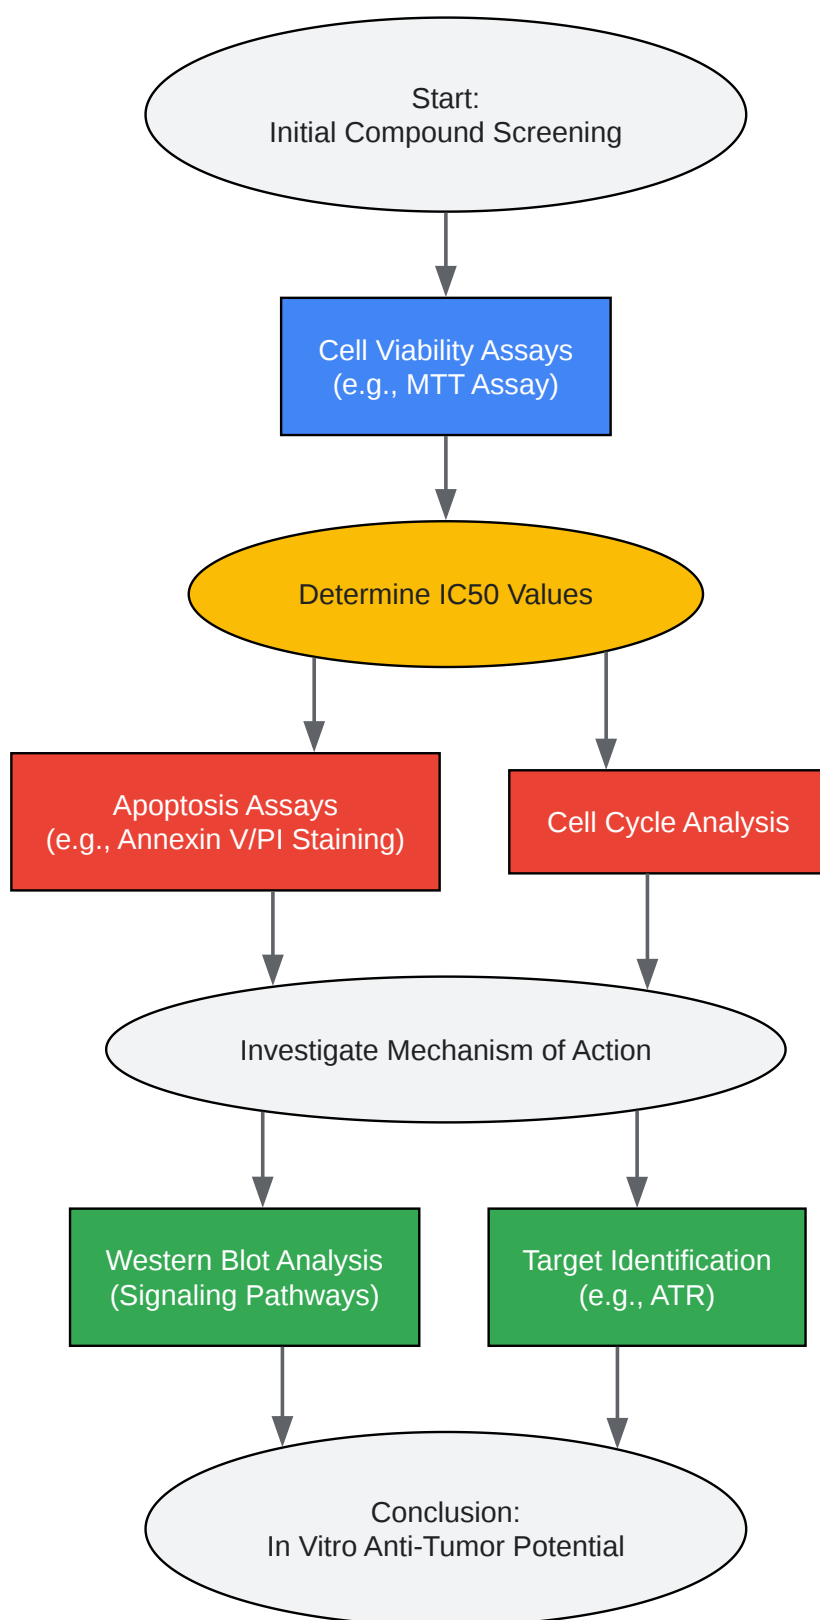 Start:
Initial Compound Screening
Cell Viability Assays
(e.g., MTT Assay)
Determine IC50 Values
Apoptosis Assays
(e.g., Annexin V/PI Staining)
Cell Cycle Analysis
Investigate Mechanism of Action
Western Blot Analysis
(Signaling Pathways)
Target Identification
(e.g., ATR)
Conclusion:
In Vitro Anti-Tumor Potential